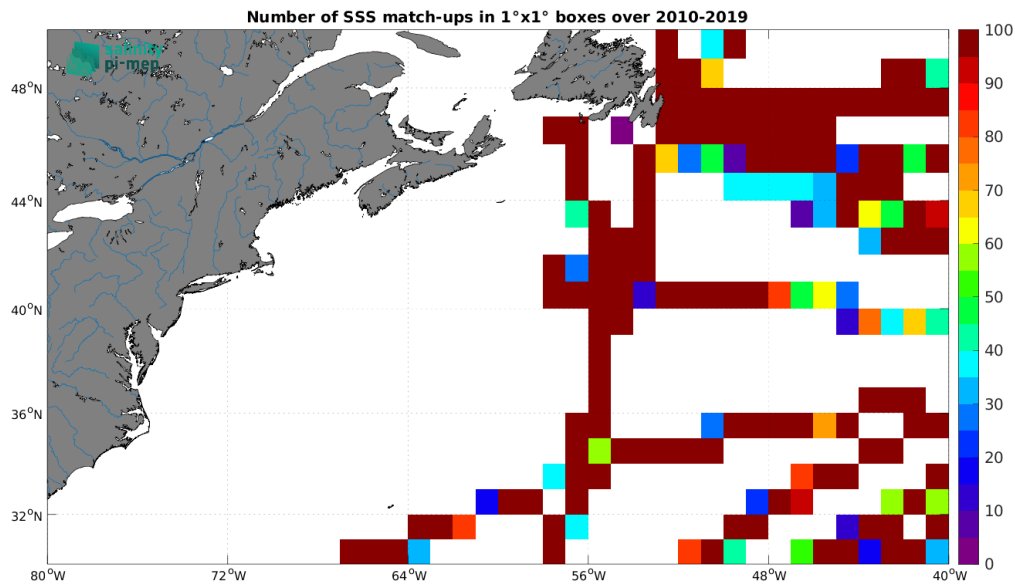 Number of SSS match-ups in 1°x1° boxes over 2010-2019
salinity
pi-mep
48°N
44°N
40°N
36°N
32°N
80°W
72°W
64°W
56°W
48°W
40°W
100
90
80
70
60
50
40
30
20
10
0